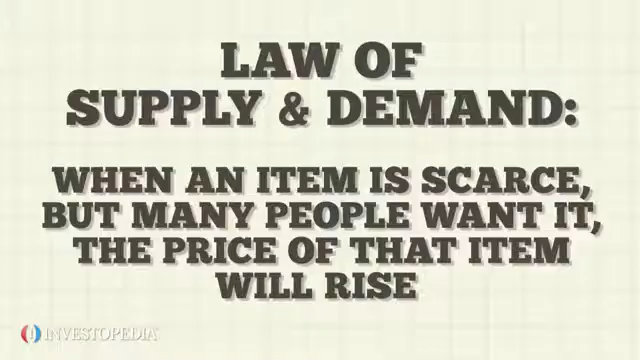 LAW OF
SUPPLY & DEMAND:
WHEN AN ITEM IS SCARCE,
BUT MANY PEOPLE WANT IT,
THE PRICE OF THAT ITEM
WILL RISE
INVESTOPEDIA